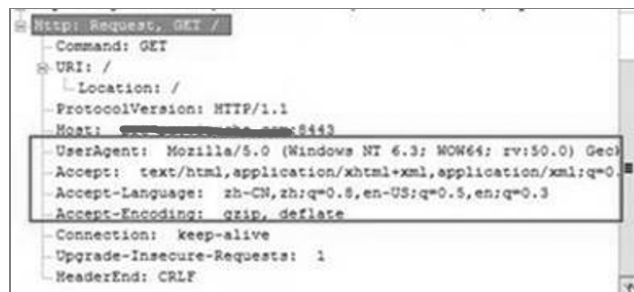 Http: Request, GET /
Command: GET
URI: /
Location: /
ProtocolVersion: HTTP/1.1
Host: :8443
UserAgent: Mozilla/5.0 (Windows NT 6.3; WOW64; rv:50.0) Geck
Accept: text/html,application/xhtml+xml,application/xml;q=0.
Accept-Language: zh-CN,zh;q=0.8,en-US;q=0.5,en;q=0.3
Accept-Encoding: gzip, deflate
Connection: keep-alive
Upgrade-Insecure-Requests: 1
HeaderEnd: CRLF